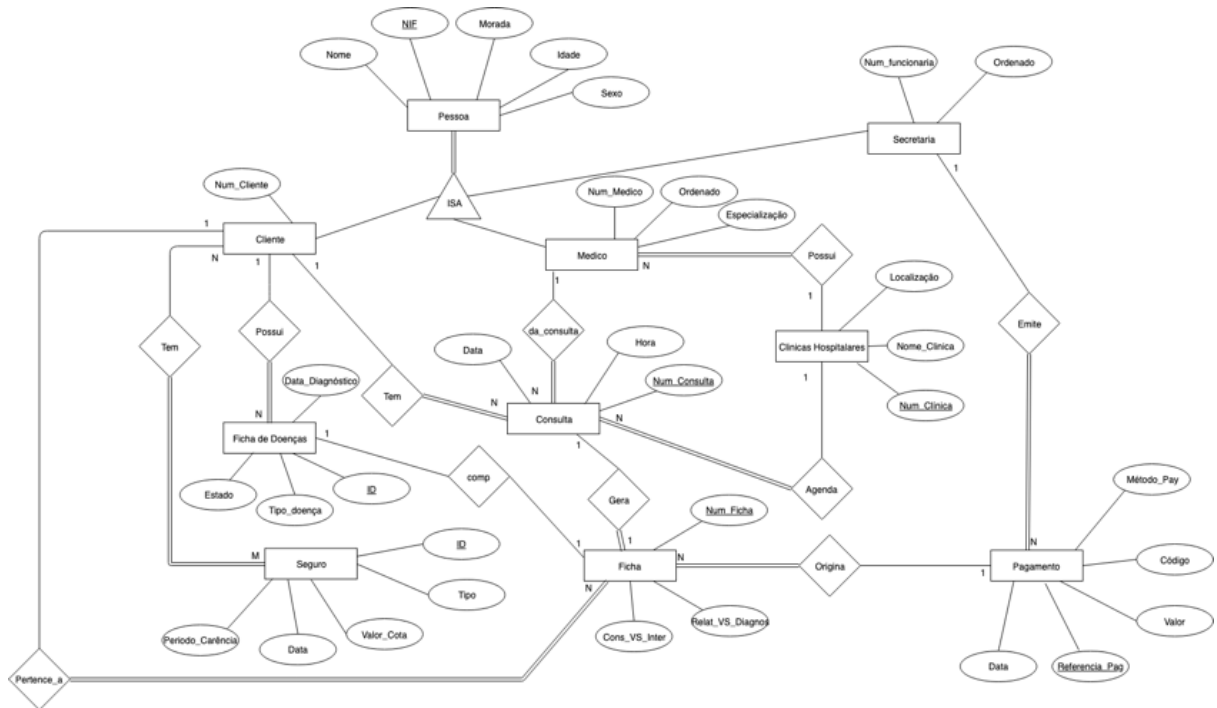 NIF
Morada
Nome
Idade
Sexo
Pessoa
Num_funcionaria
Ordenado
Secretaria
Num_Cliente
ISA
Num_Medico
Ordenado
Especialização
1
Cliente
N
1
1
Medico
1
N
Possui
1
1
Localização
Tem
Possui
da_consulta
Clinicas Hospitalares
Nome_Clinica
Emite
1
Data
Hora
Num_Consulta
Num_Clinica
Data_Diagnóstico
Tem
N
N
N
Consulta
N
1
Ficha de Doenças
1
comp
Estado
Tipo_doença
ID
Gera
Agenda
Num_Ficha
Método_Pay
1
1
N
N
M
Seguro
ID
Ficha
N
Origina
1
Pagamento
Código
Tipo
Periodo_Carência
Data
Valor_Cota
Cons_VS_Inter
Relat_VS_Diagnos
Valor
Data
Referencia_Pag
Pertence_a